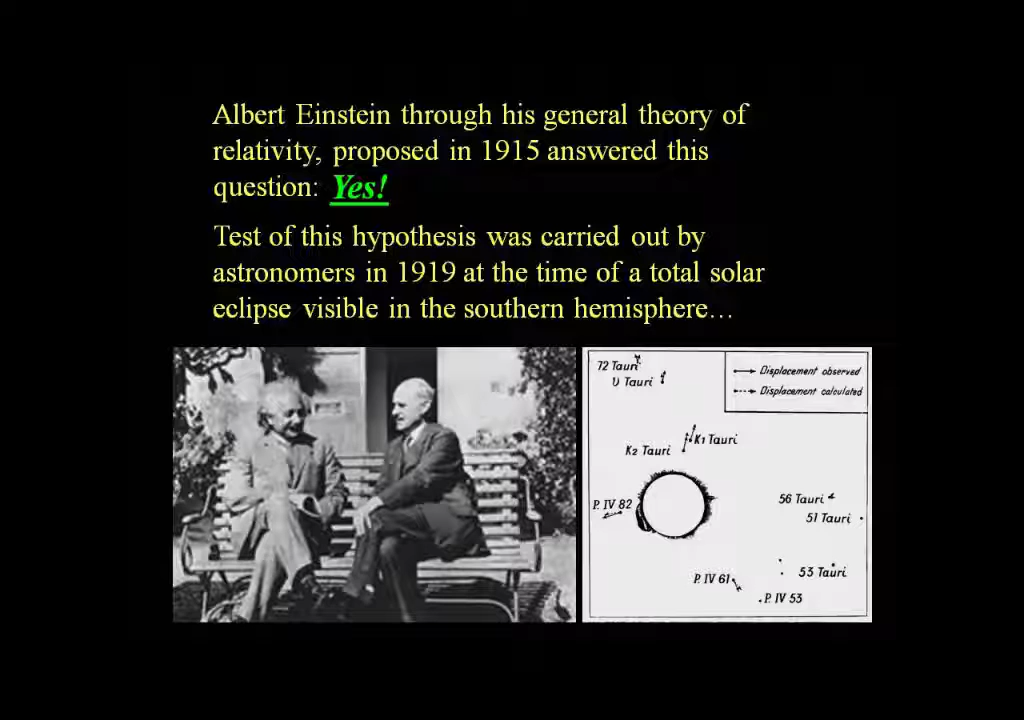 Albert Einstein through his general theory of
relativity, proposed in 1915 answered this
question: Yes!
Test of this hypothesis was carried out by
astronomers in 1919 at the time of a total solar
eclipse visible in the southern hemisphere…
72 Tauri
υ Tauri
Displacement observed
Displacement calculated
K1 Tauri
K2 Tauri
P. IV 82
56 Tauri
51 Tauri
53 Tauri
P. IV 61
P. IV 53